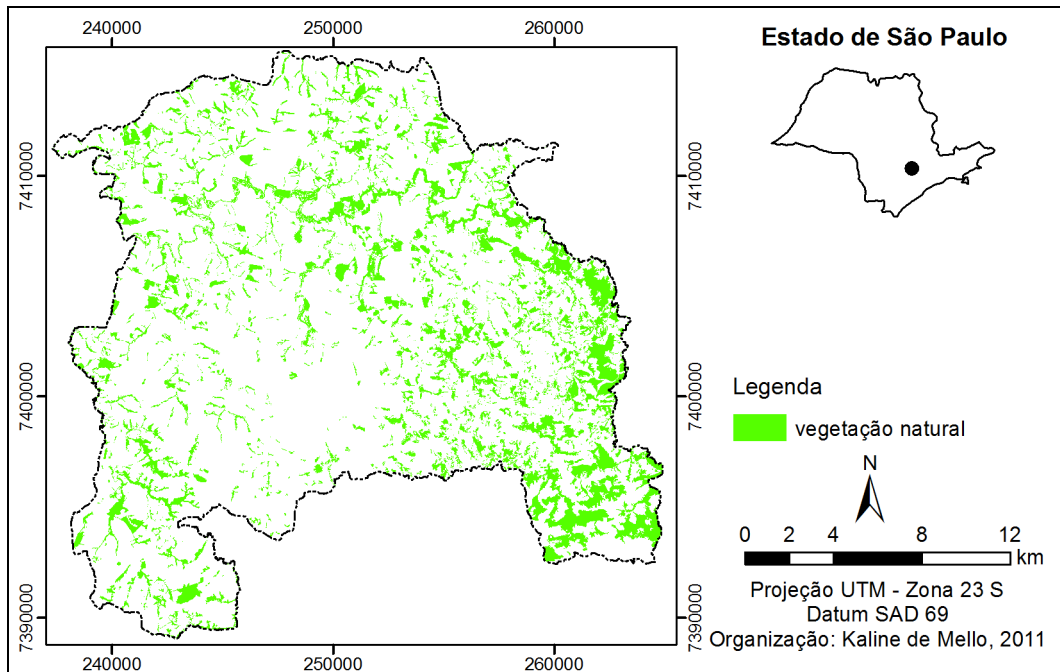 240000 250000 260000
Estado de São Paulo
7410000 7410000
7400000 7400000
7390000 7390000
Legenda
vegetação natural
N
0 2 4 8 12
km
Projeção UTM - Zona 23 S
Datum SAD 69
Organização: Kaline de Mello, 2011
240000 250000 260000